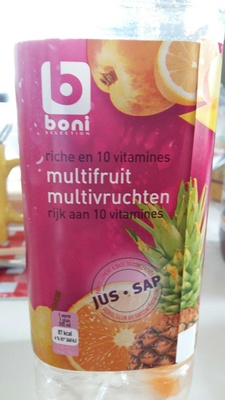 boni
SELECTION
riche en 10 vitamines
multifruit
multivruchten
rijk aan 10 vitamines
JUS • SAP